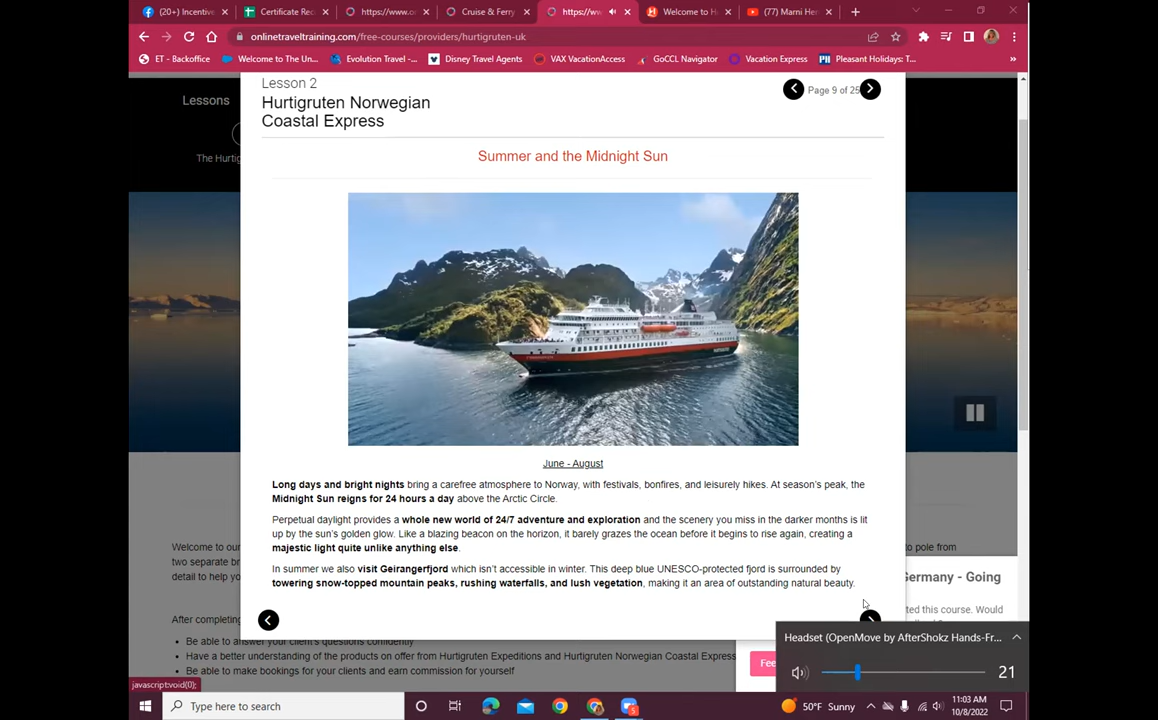 (20+) Incentive
Certificate Rec
https://www.o
Cruise & Ferry
https://ww
Welcome to H
(77) Marni Her
onlinetraveltraining.com/free-courses/providers/hurtigruten-uk
ET - Backoffice
Welcome to The Un...
Evolution Travel -...
Disney Travel Agents
VAX VacationAccess
GoCCL Navigator
Vacation Express
Pleasant Holidays: T...
»
Lessons
The Hurtig
Lesson 2
Hurtigruten Norwegian
Coastal Express
Page 9 of 25
Summer and the Midnight Sun
HURTIGRUTEN
June - August
Long days and bright nights bring a carefree atmosphere to Norway, with festivals, bonfires, and leisurely hikes. At season's peak, the
Midnight Sun reigns for 24 hours a day above the Arctic Circle.
Perpetual daylight provides a whole new world of 24/7 adventure and exploration and the scenery you miss in the darker months is lit
up by the sun's golden glow. Like a blazing beacon on the horizon, it barely grazes the ocean before it begins to rise again, creating a
majestic light quite unlike anything else.
In summer we also visit Geirangerfjord which isn't accessible in winter. This deep blue UNESCO-protected fjord is surrounded by
towering snow-topped mountain peaks, rushing waterfalls, and lush vegetation, making it an area of outstanding natural beauty.
Welcome to our
two separate br
detail to help yo
to pole from
Germany - Going
ted this course. Would
After completing
Be able to answer your client's questions confidently
Have a better understanding of the products on offer from Hurtigruten Expeditions and Hurtigruten Norwegian Coastal Express
Be able to make bookings for your clients and earn commission for yourself
Fee
Headset (OpenMove by AfterShokz Hands-Fr...
21
javascript:void(0);
Type here to search
5
50°F Sunny
11:03 AM
10/8/2022